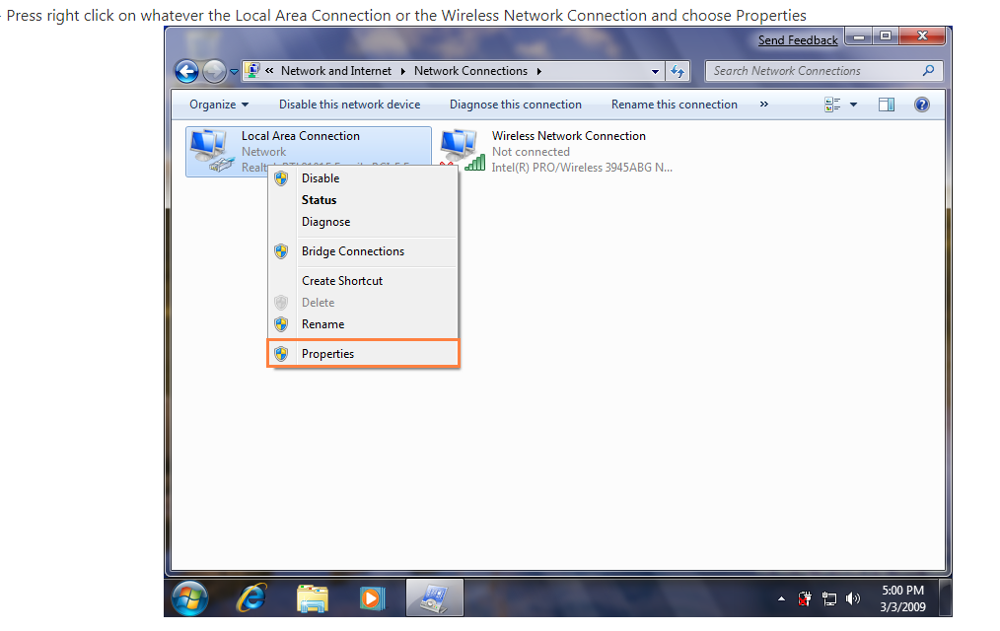 - Press right click on whatever the Local Area Connection or the Wireless Network Connection and choose Properties
Send Feedback
« Network and Internet Network Connections
Search Network Connections
Organize Disable this network device Diagnose this connection Rename this connection »
Local Area Connection
Network
Wireless Network Connection
Not connected
Intel(R) PRO/Wireless 3945ABG N...
Disable
Status
Diagnose
Bridge Connections
Create Shortcut
Delete
Rename
Properties
5:00 PM
3/3/2009